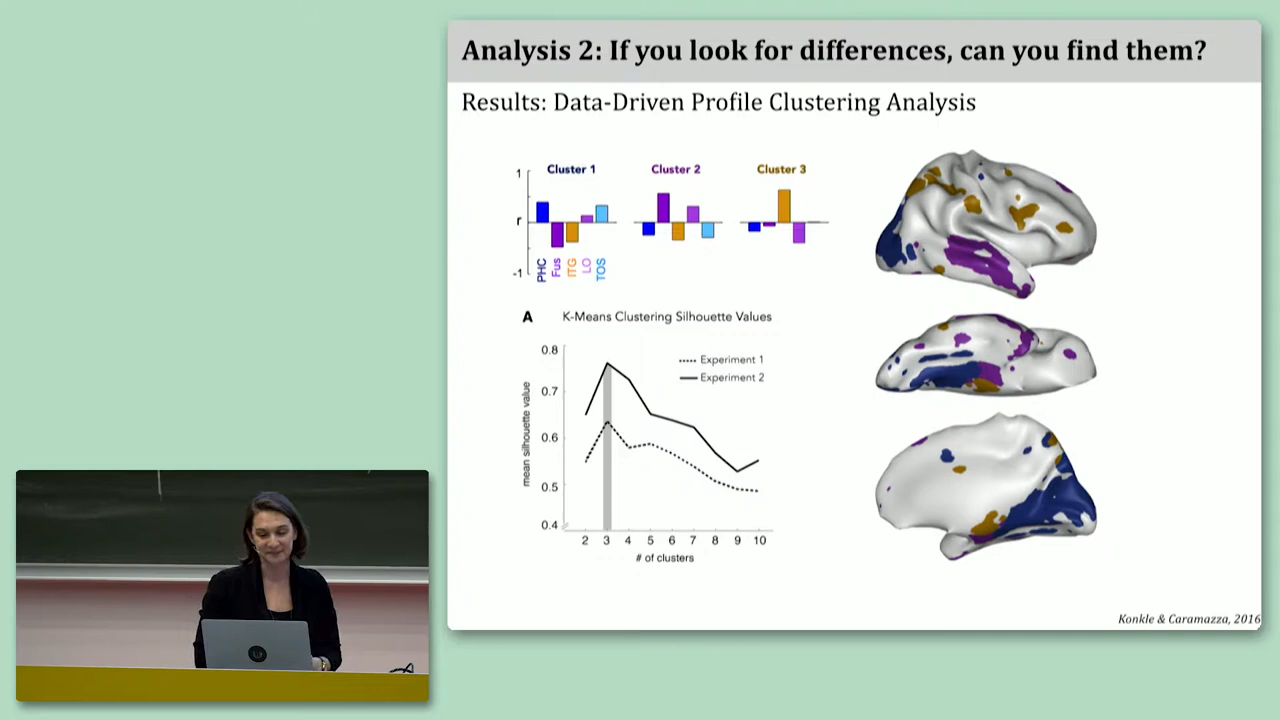 Analysis 2: If you look for differences, can you find them?
Results: Data-Driven Profile Clustering Analysis
Cluster 1 Cluster 2 Cluster 3
1
r
-1
PHC Fus ITG LO TOS
A K-Means Clustering Silhouette Values
mean silhouette value
0.8
0.7
0.6
0.5
0.4
Experiment 1
Experiment 2
2 3 4 5 6 7 8 9 10
# of clusters
Konkle & Caramazza, 2016